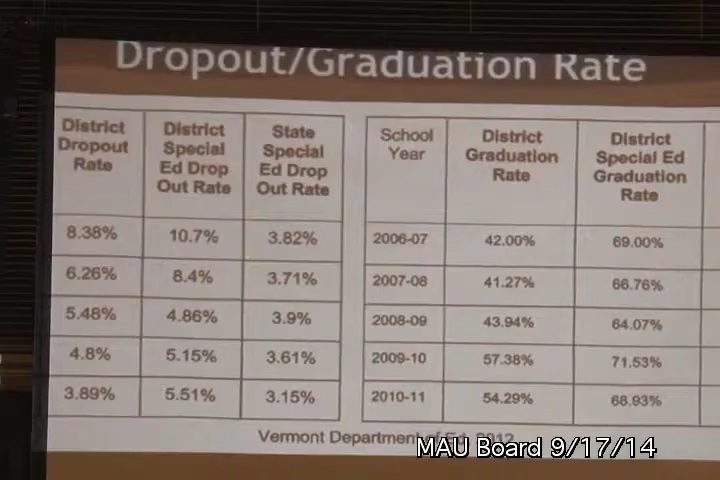 Dropout/Graduation Rate
District Dropout Rate | District Special Ed Drop Out Rate | State Special Ed Drop Out Rate
8.38% | 10.7% | 3.82%
6.26% | 8.4% | 3.71%
5.48% | 4.86% | 3.9%
4.8% | 5.15% | 3.61%
3.89% | 5.51% | 3.15%
School Year | District Graduation Rate | District Special Ed Graduation Rate
2006-07 | 42.00% | 69.00%
2007-08 | 41.27% | 66.76%
2008-09 | 43.94% | 64.07%
2009-10 | 57.38% | 71.53%
2010-11 | 54.29% | 68.93%
Vermont Department of Ed. 2012
MAU Board 9/17/14